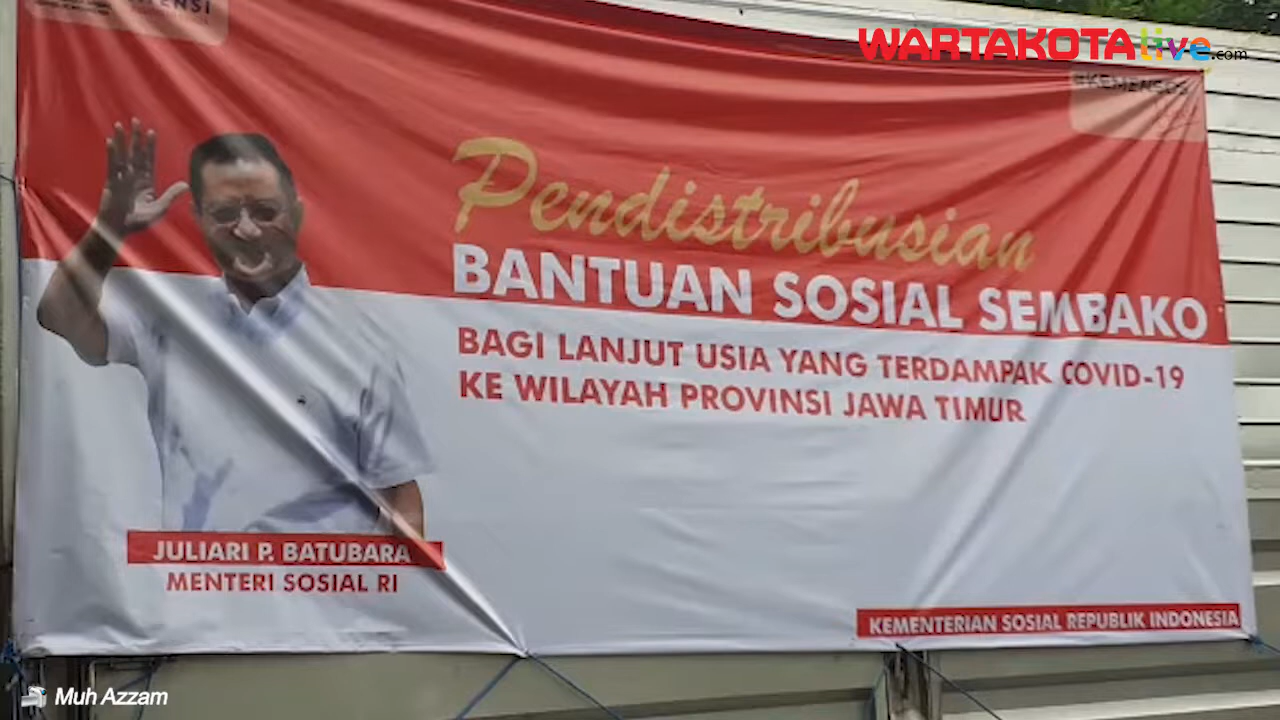 WARTAKOTAlive.com
#KEMENSOS
Pendistribusian
BANTUAN SOSIAL SEMBAKO
BAGI LANJUT USIA YANG TERDAMPAK COVID-19
KE WILAYAH PROVINSI JAWA TIMUR
JULIARI P. BATUBARA
MENTERI SOSIAL RI
KEMENTERIAN SOSIAL REPUBLIK INDONESIA
Muh Azzam